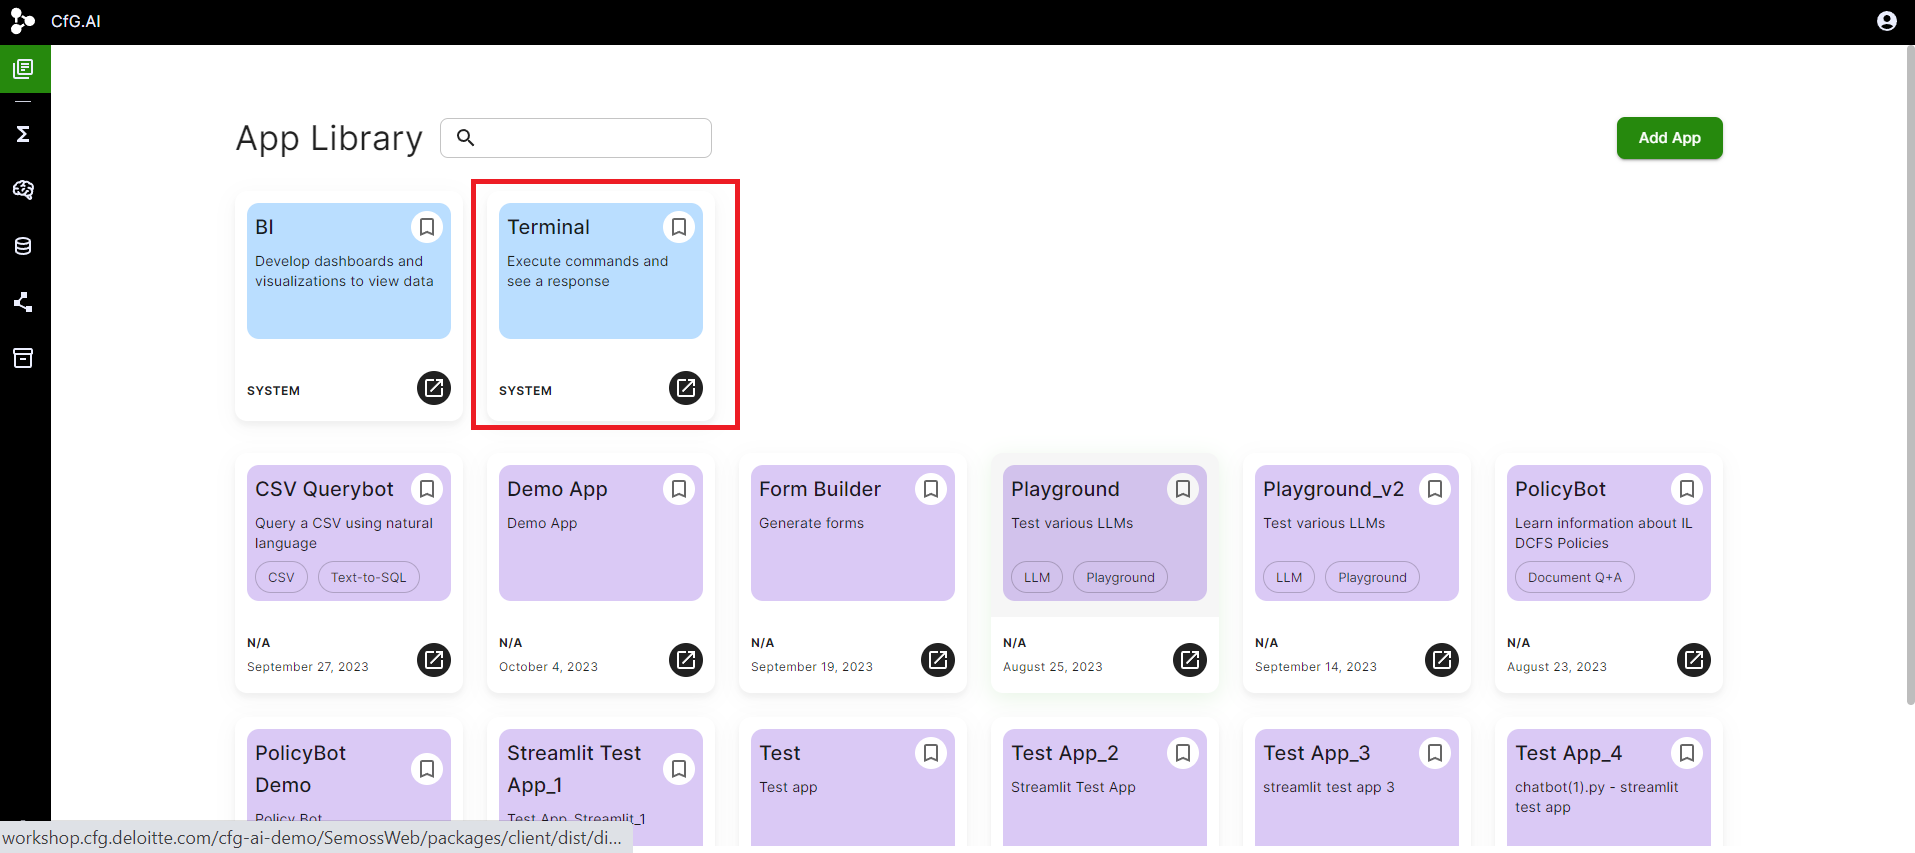 CfG.AI
App Library
Add App
BI
Develop dashboards and
visualizations to view data
SYSTEM
Terminal
Execute commands and
see a response
SYSTEM
CSV Querybot
Query a CSV using natural
language
CSV
Text-to-SQL
N/A
September 27, 2023
Demo App
Demo App
N/A
October 4, 2023
Form Builder
Generate forms
N/A
September 19, 2023
Playground
Test various LLMs
LLM
Playground
N/A
August 25, 2023
Playground_v2
Test various LLMs
LLM
Playground
N/A
September 14, 2023
PolicyBot
Learn information about IL
DCFS Policies
Document Q+A
N/A
August 23, 2023
PolicyBot
Demo
Policy Bot
Streamlit Test
App_1
Test App_Streamlit_1
Test
Test app
Test App_2
Streamlit Test App
Test App_3
streamlit test app 3
Test App_4
chatbot(1).py - streamlit
test app
workshop.cfg.deloitte.com/cfg-ai-demo/SemossWeb/packages/client/dist/di...